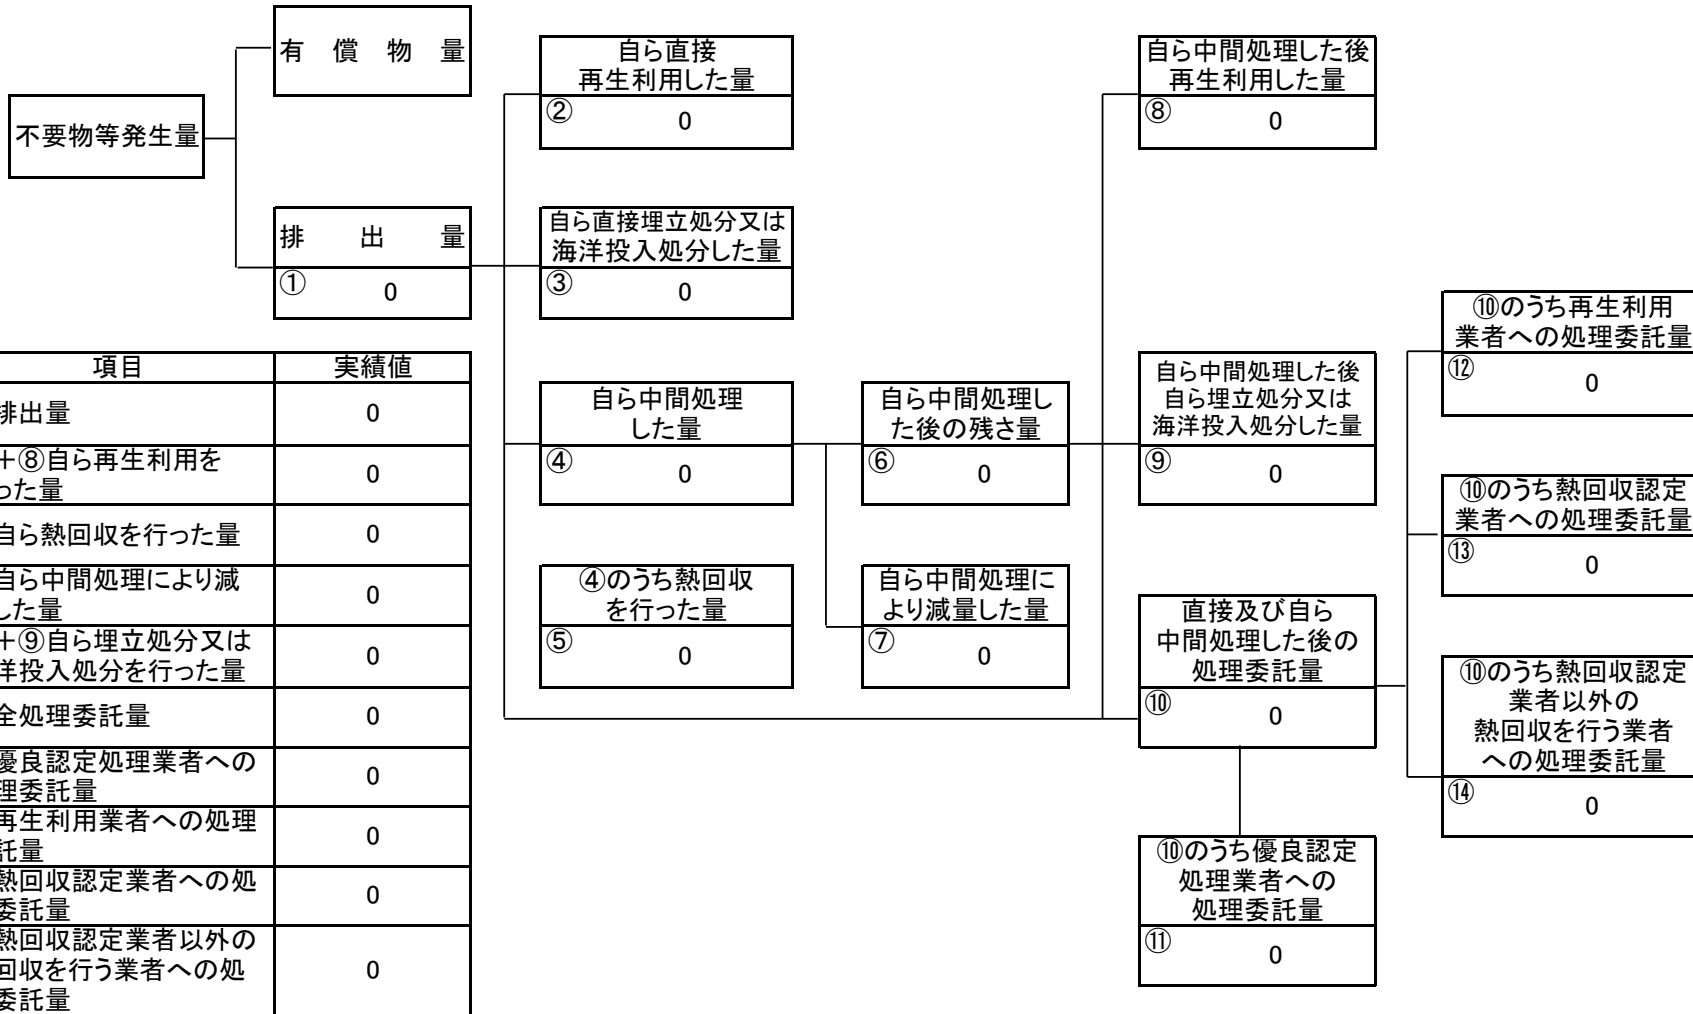 有 償 物 量
不要物等発生量
排 出 量
①
0
自ら直接
再生利用した量
②
0
自ら直接埋立処分又は
海洋投入処分した量
③
0
自ら中間処理
した量
④
0
④のうち熱回収
を行った量
⑤
0
自ら中間処理し
た後の残さ量
⑥
0
自ら中間処理に
より減量した量
⑦
0
自ら中間処理した後
再生利用した量
⑧
0
自ら中間処理した後
自ら埋立処分又は
海洋投入処分した量
⑨
0
直接及び自ら
中間処理した後の
処理委託量
⑩
0
⑩のうち優良認定
処理業者への
処理委託量
⑪
0
⑩のうち再生利用
業者への処理委託量
⑫
0
⑩のうち熱回収認定
業者への処理委託量
⑬
0
⑩のうち熱回収認定
業者以外の
熱回収を行う業者
への処理委託量
⑭
0
項目 実績値
排出量 0
+⑧自ら再生利用を
った量
0
自ら熱回収を行った量 0
自ら中間処理により減
した量
0
+⑨自ら埋立処分又は
洋投入処分を行った量
0
全処理委託量 0
優良認定処理業者への
理委託量
0
再生利用業者への処理
託量
0
熱回収認定業者への処
委託量
0
熱回収認定業者以外の
回収を行う業者への処
委託量
0